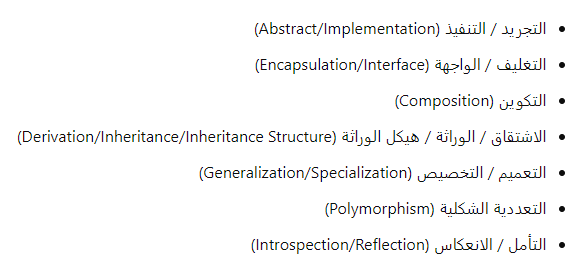 التجريد / التنفيذ (Abstract/Implementation)
التغليف / الواجهة (Encapsulation/Interface)
التكوين (Composition)
الاشتقاق / الوراثة / هيكل الوراثة (Derivation/Inheritance/Inheritance Structure)
التعميم / التخصيص (Generalization/Specialization)
التعددية الشكلية (Polymorphism)
التأمل / الانعكاس (Introspection/Reflection)